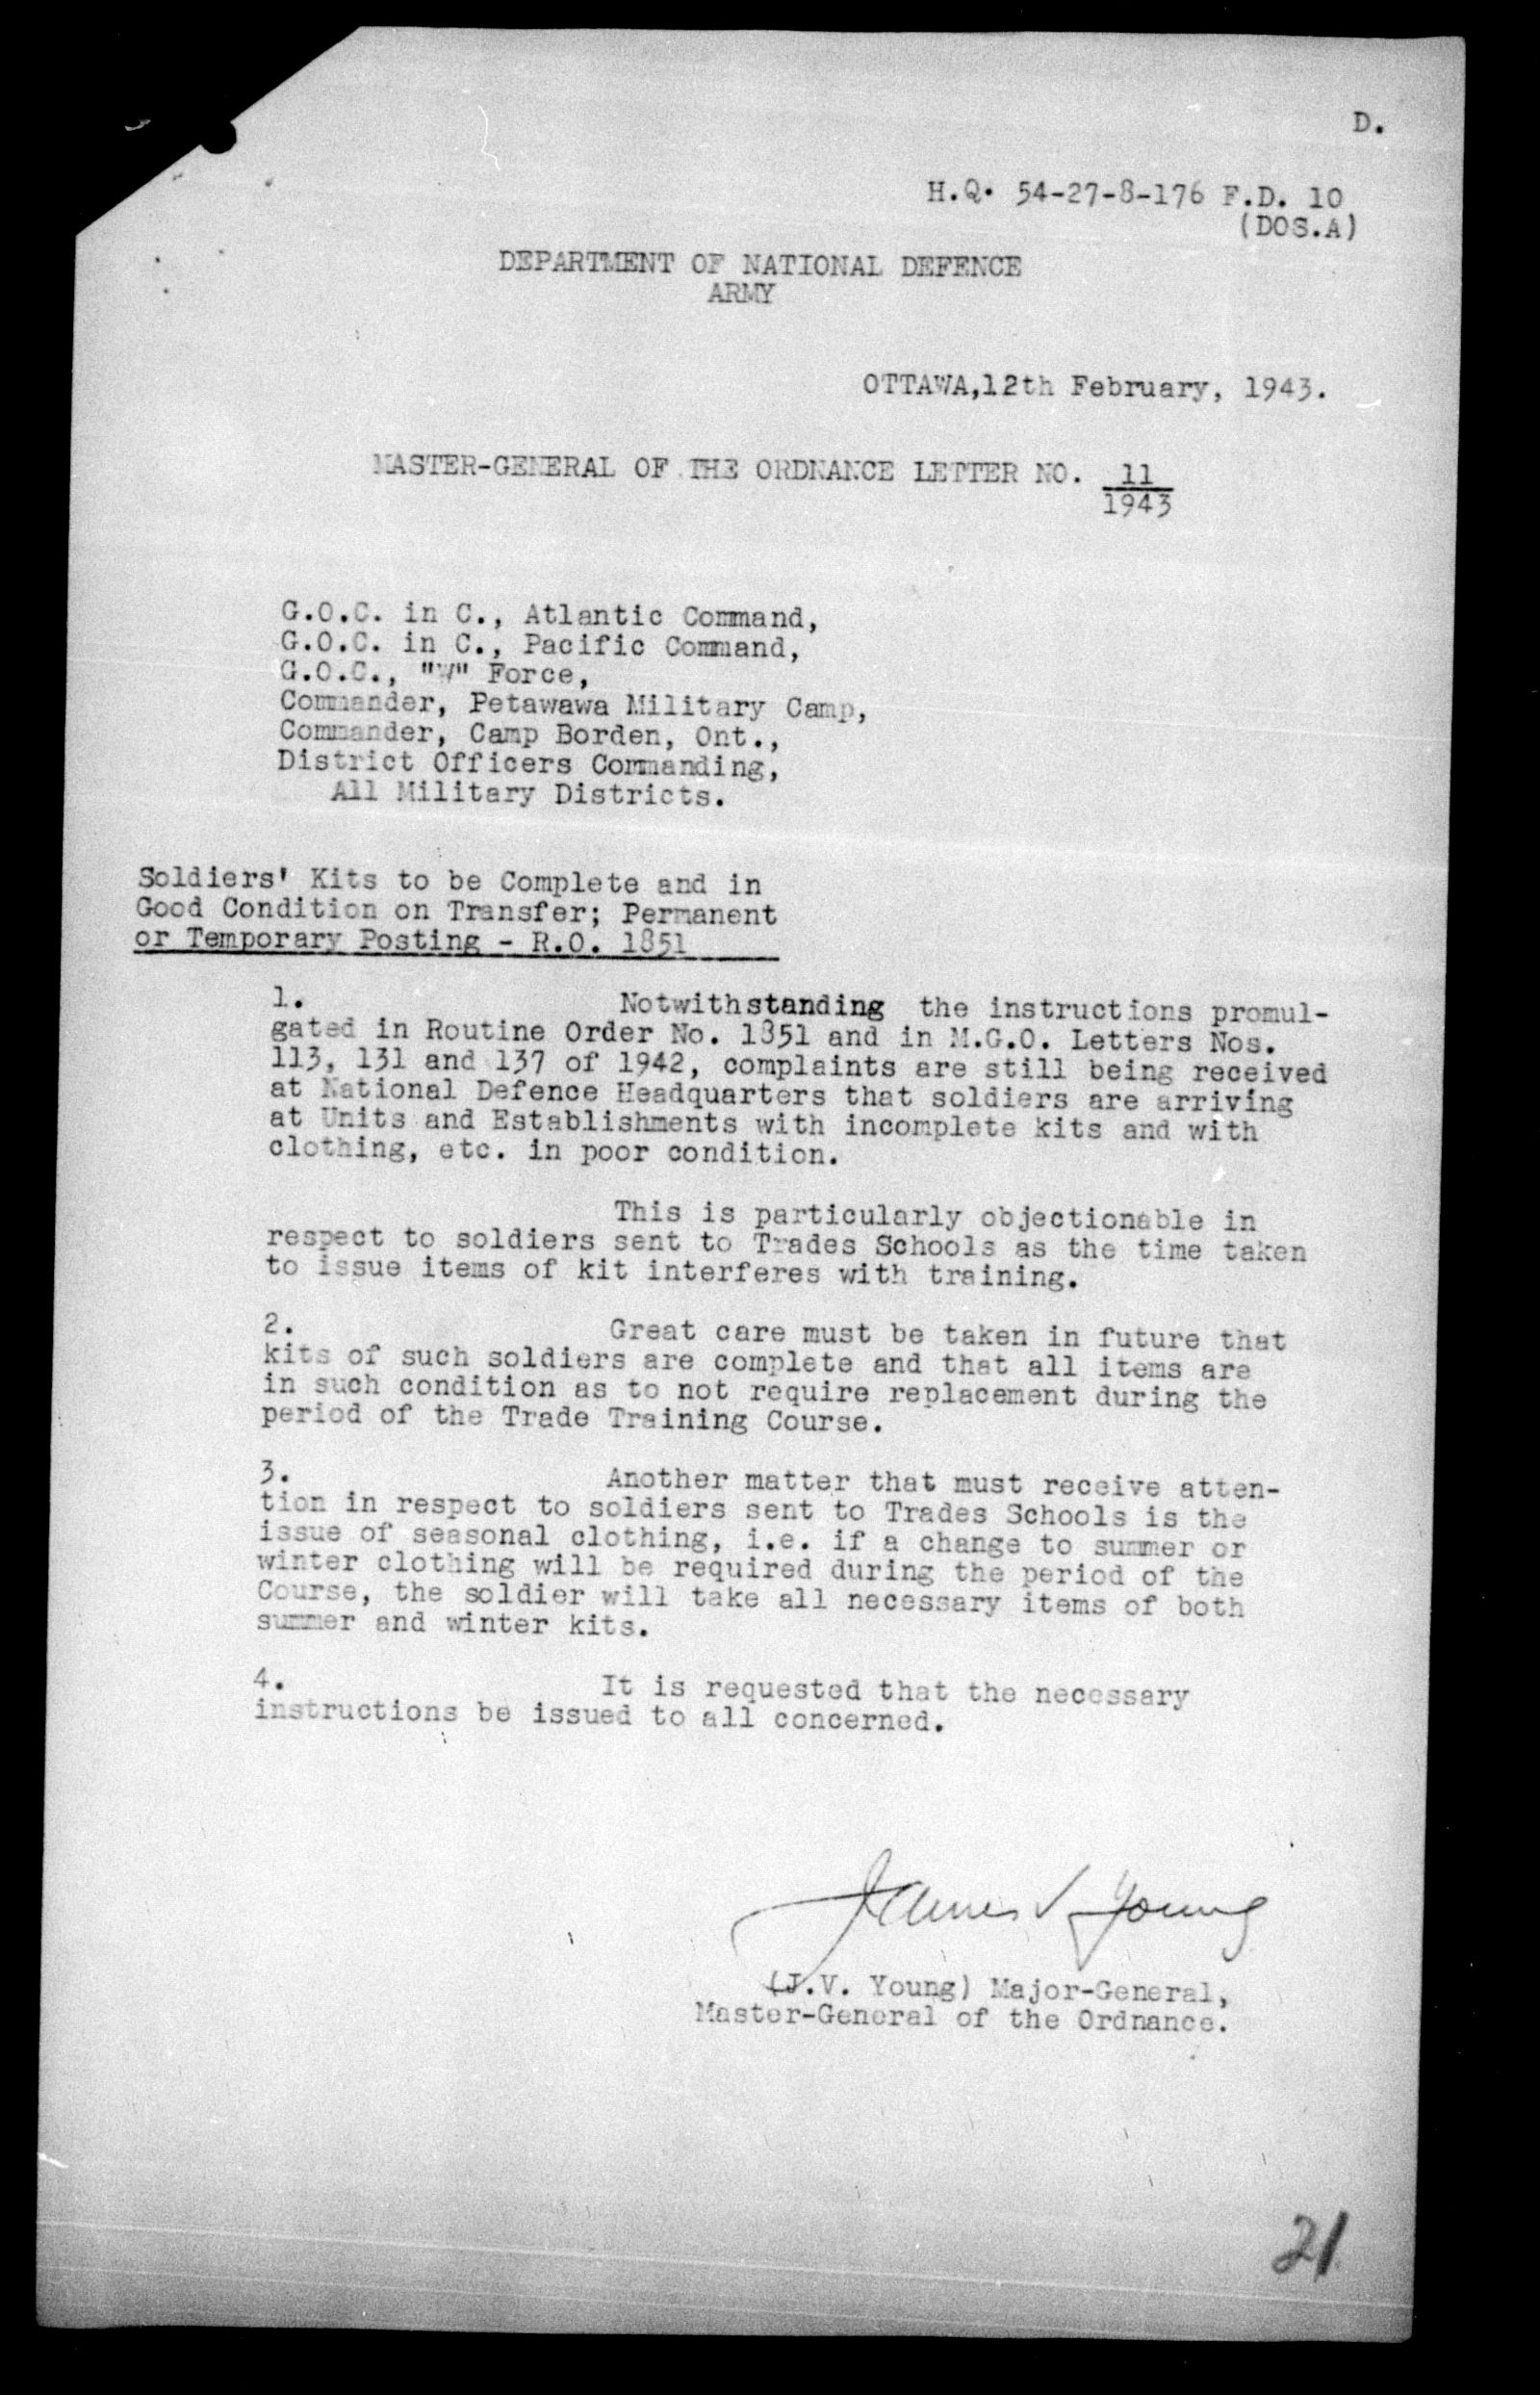 D.
H.Q. 54-27-8-176 F.D. 10
(DOS.A)
DEPARTMENT OF NATIONAL DEFENCE
ARMY
OTTAWA,12th February, 1943.
MASTER-GENERAL OF THE ORDNANCE LETTER NO. 11
1943
G.O.C. in C., Atlantic Command,
G.O.C. in C., Pacific Command,
G.O.C., "W" Force,
Commander, Petawawa Military Camp,
Commander, Camp Borden, Ont.,
District Officers Commanding,
All Military Districts.
Soldiers' Kits to be Complete and in
Good Condition on Transfer; Permanent
or Temporary Posting - R.O. 1851
1. Notwithstanding the instructions promul-
gated in Routine Order No. 1851 and in M.G.O. Letters Nos.
113, 131 and 137 of 1942, complaints are still being received
at National Defence Headquarters that soldiers are arriving
at Units and Establishments with incomplete kits and with
clothing, etc. in poor condition.
This is particularly objectionable in
respect to soldiers sent to Trades Schools as the time taken
to issue items of kit interferes with training.
2. Great care must be taken in future that
kits of such soldiers are complete and that all items are
in such condition as to not require replacement during the
period of the Trade Training Course.
3. Another matter that must receive atten-
tion in respect to soldiers sent to Trades Schools is the
issue of seasonal clothing, i.e. if a change to summer or
winter clothing will be required during the period of the
Course, the soldier will take all necessary items of both
summer and winter kits.
4. It is requested that the necessary
instructions be issued to all concerned.
James V Young
(J.V. Young) Major-General,
Master-General of the Ordnance.
21